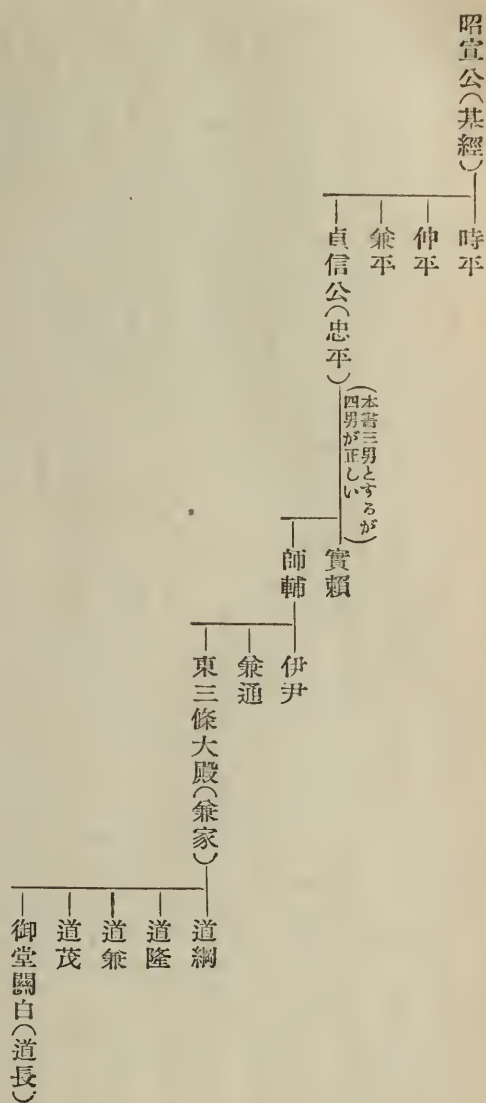 昭宣公(基經)
時平
仲平
兼平
貞信公(忠平)
(本書三男とするが
四男が正しい)
實賴
師輔
伊尹
兼通
東三條大殿(兼家)
道綱
道隆
道兼
道茂
御堂關白(道長)